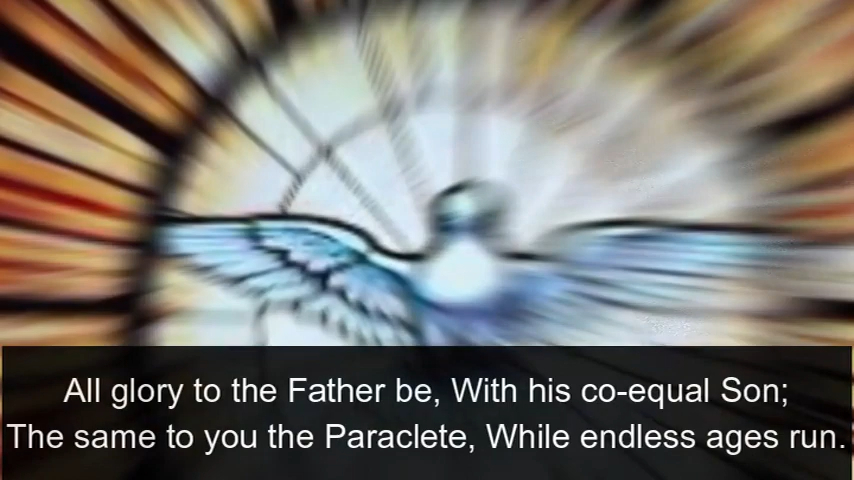 All glory to the Father be, With his co-equal Son;
The same to you the Paraclete, While endless ages run.